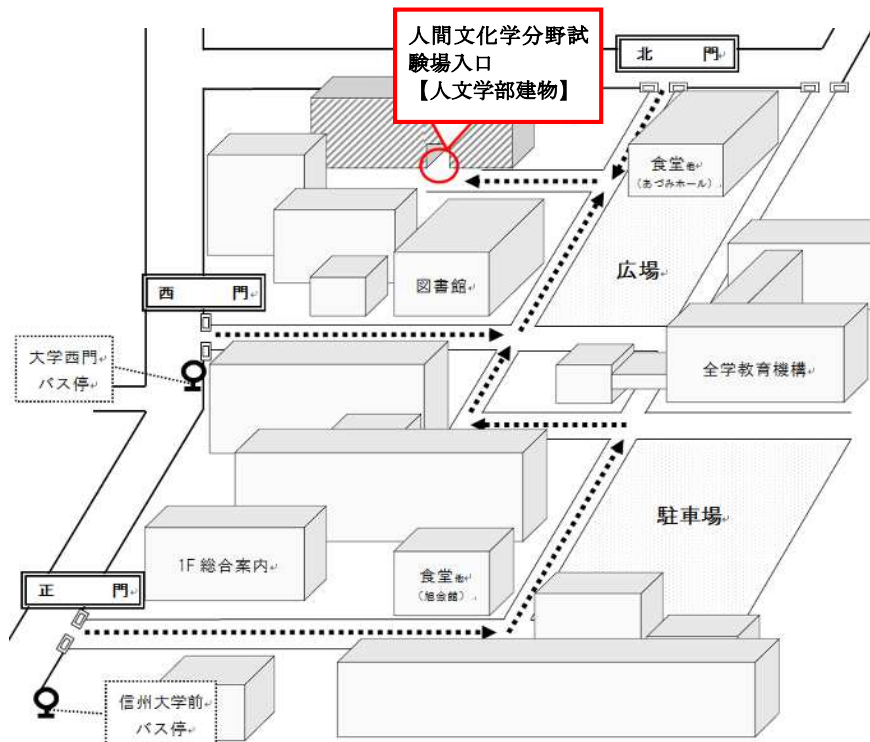 人間文化学分野試
験場入口
【人文学部建物】
北 門
食堂他
(あづみホール)
広場
図書館
西 門
大学西門
バス停
全学教育機構
駐車場
1F 総合案内
食堂他
(旭会館)
正 門
信州大学前
バス停